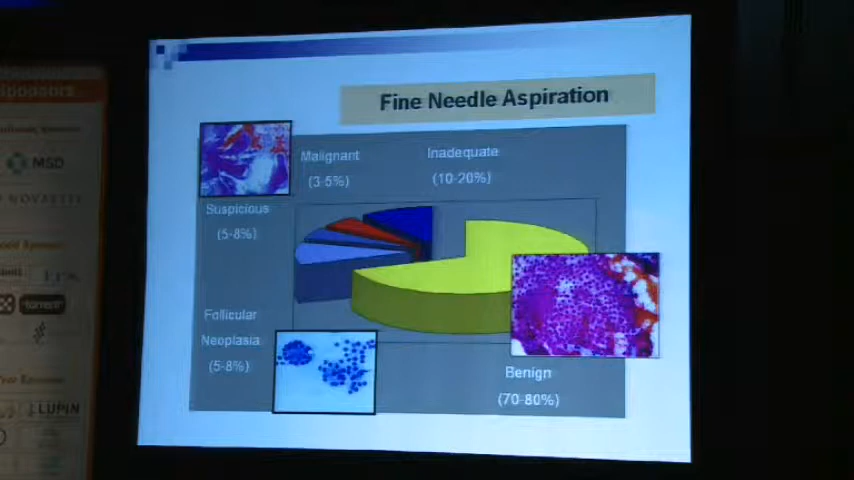 Fine Needle Aspiration
Malignant
(3-5%)
Inadequate
(10-20%)
Suspicious
(5-8%)
Follicular
Neoplasia
(5-8%)
Benign
(70-80%)
MSD
NOVARTIS
torrent
LUPIN